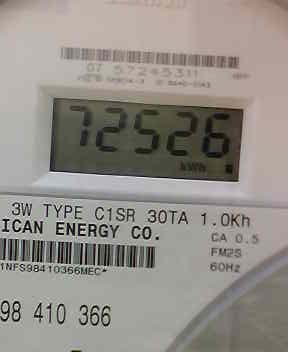 07 57245311
72526
kWh
3W TYPE C1SR 30TA 1.0Kh
ICAN ENERGY CO.
CA 0.5
FM2S
60Hz
1NFS98410366MEC*
98 410 366